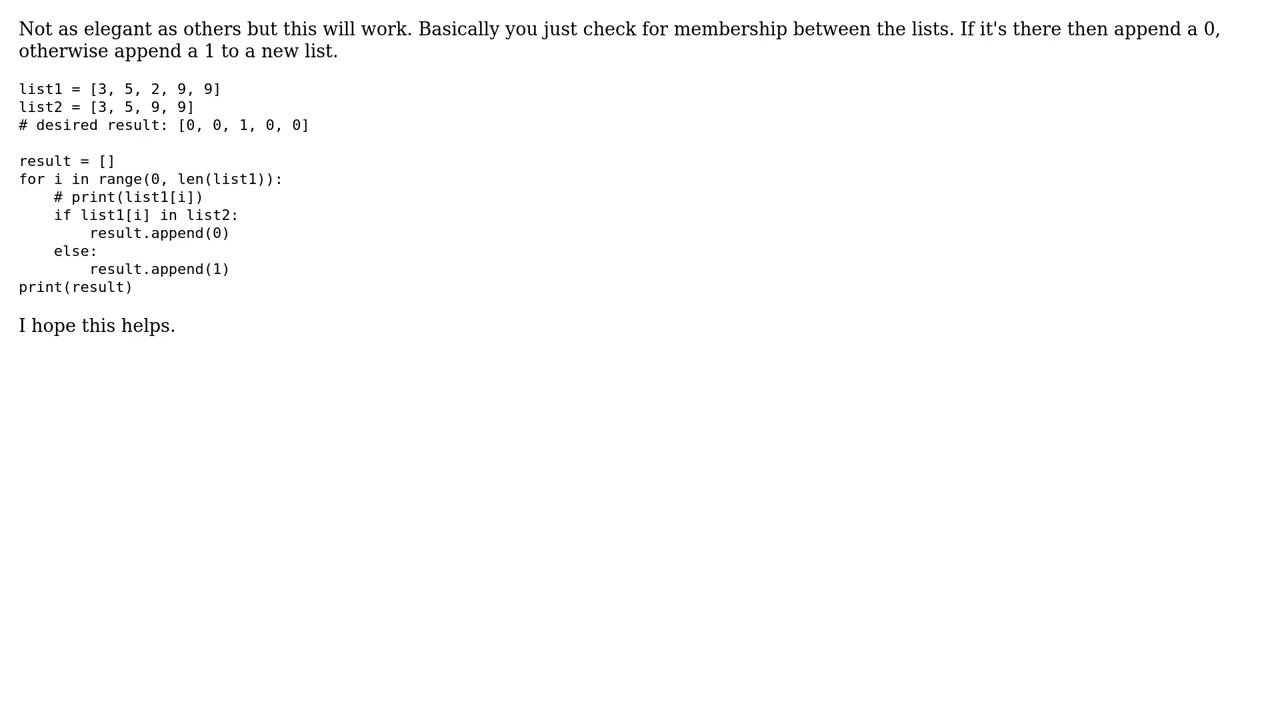 Not as elegant as others but this will work. Basically you just check for membership between the lists. If it's there then append a 0,
otherwise append a 1 to a new list.
list1 = [3, 5, 2, 9, 9]
list2 = [3, 5, 9, 9]
# desired result: [0, 0, 1, 0, 0]

result = []
for i in range(0, len(list1)):
    # print(list1[i])
    if list1[i] in list2:
        result.append(0)
    else:
        result.append(1)
print(result)
I hope this helps.